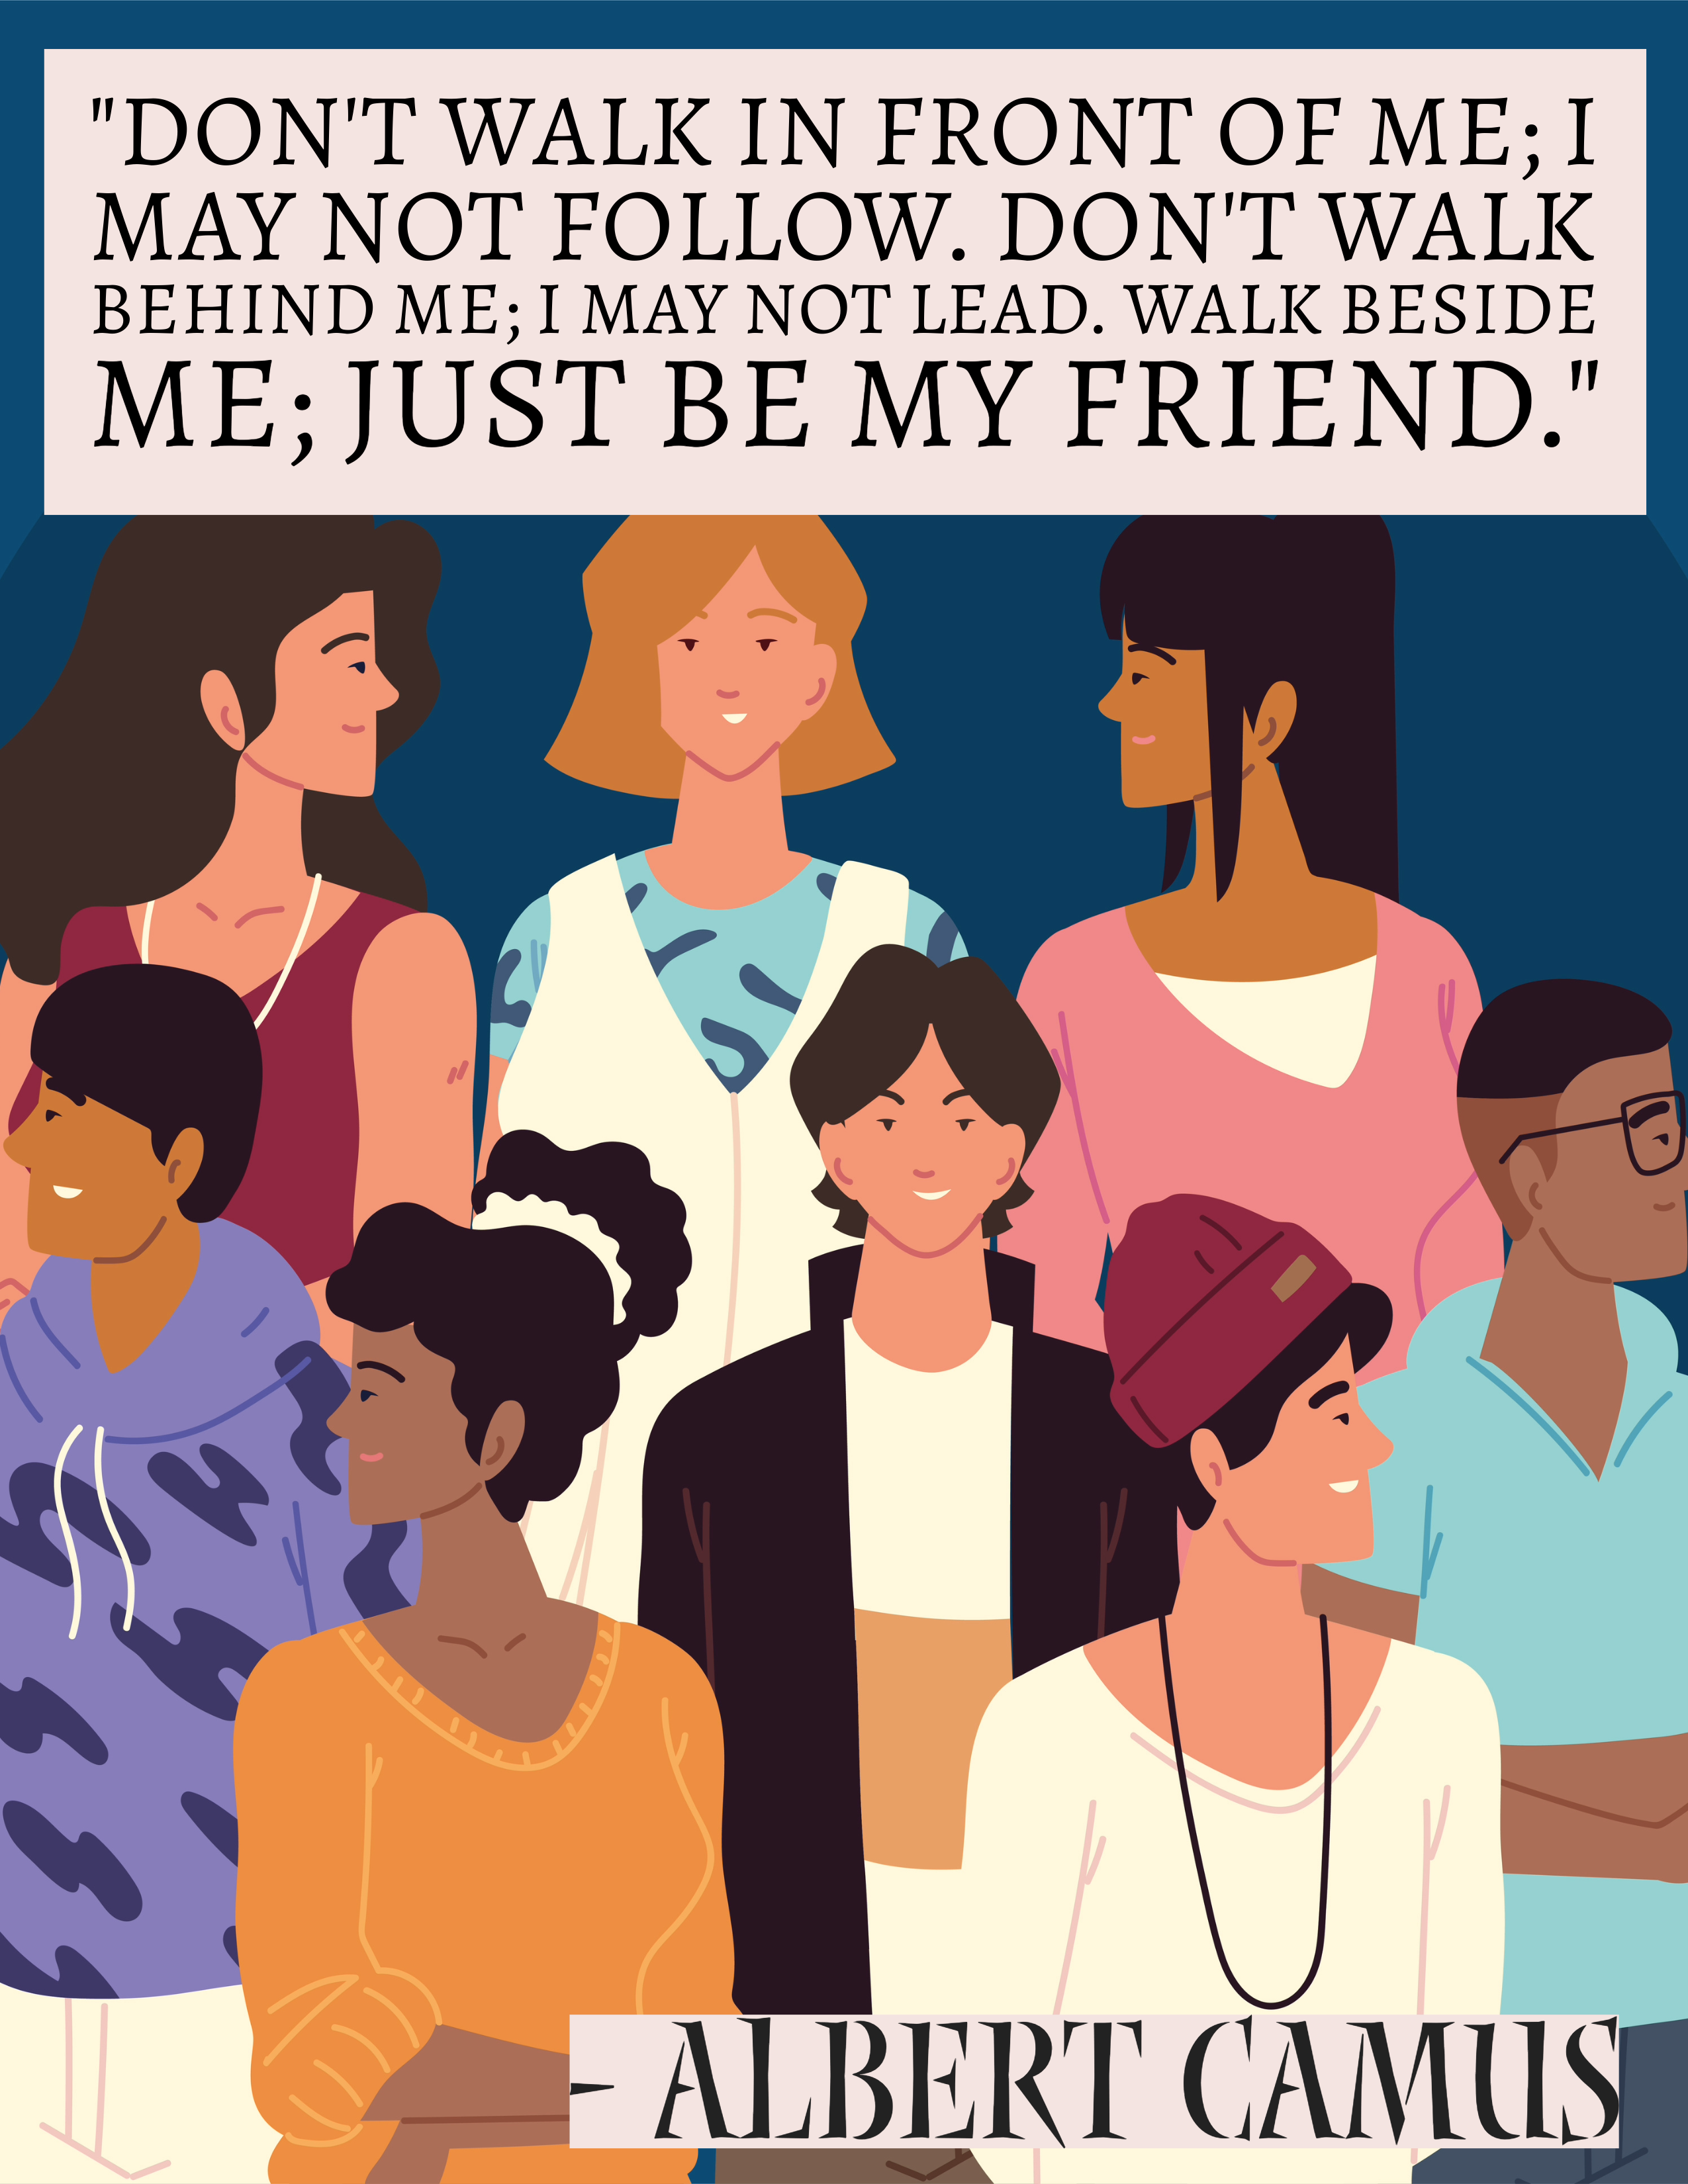 "DON'T WALK IN FRONT OF ME; I
MAY NOT FOLLOW. DON'T WALK
BEHIND ME; I MAY NOT LEAD. WALK BESIDE
ME; JUST BE MY FRIEND."
- ALBERT CAMUS